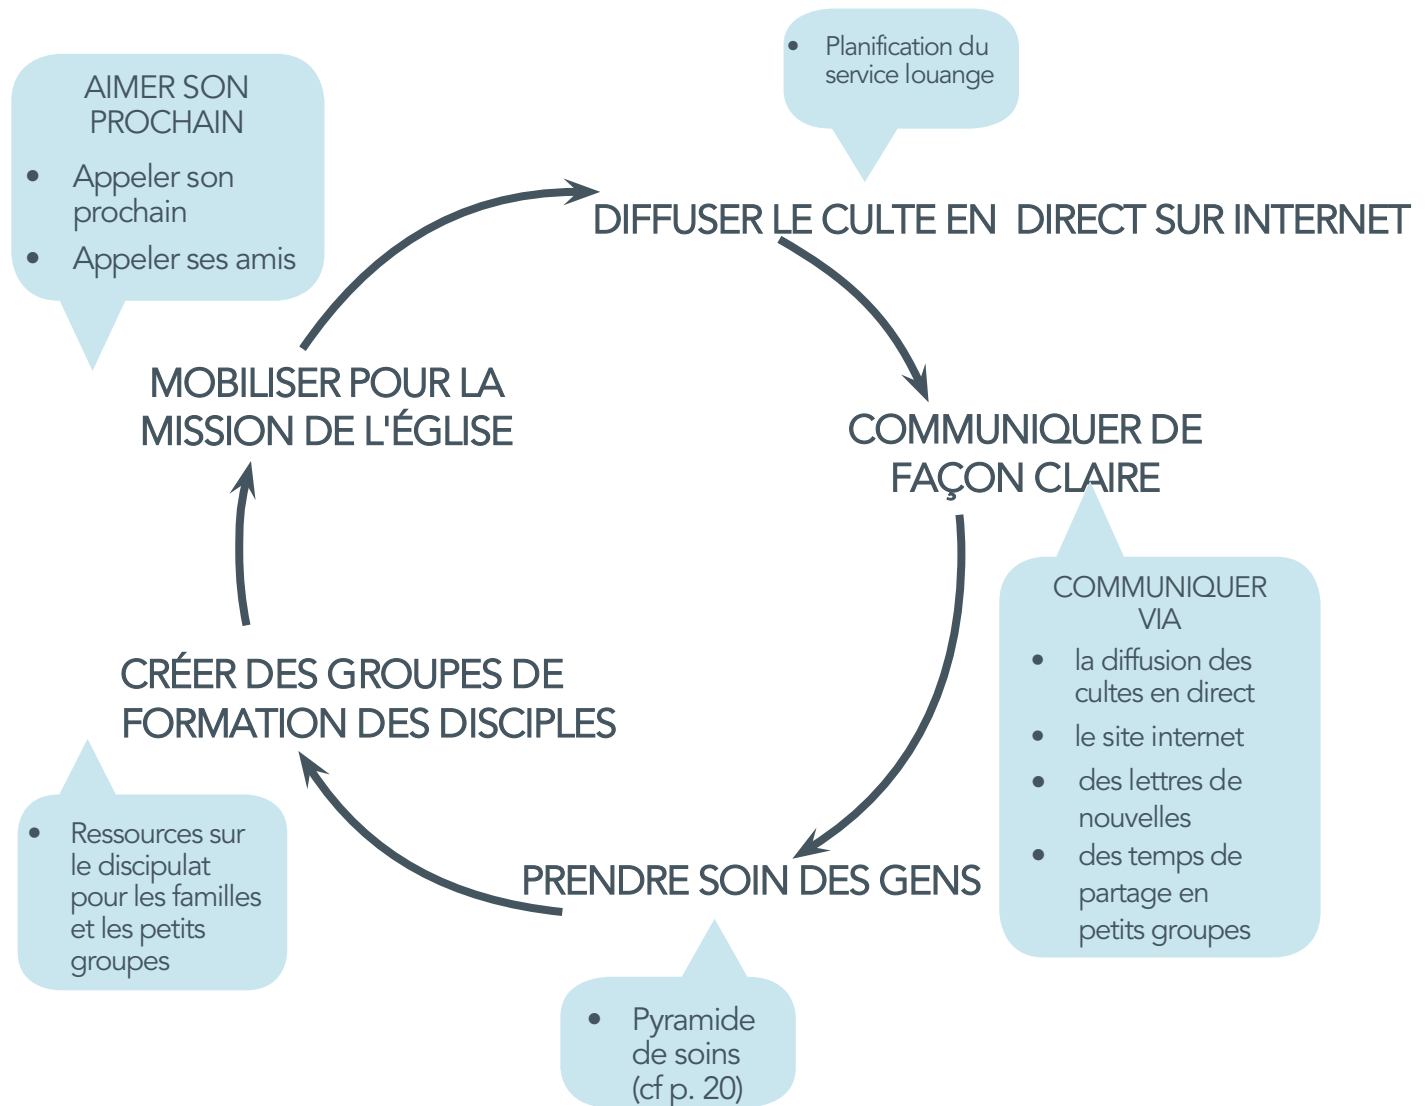 • Planification du
service louange
AIMER SON
PROCHAIN
• Appeler son
prochain
• Appeler ses amis
DIFFUSER LE CULTE EN DIRECT SUR INTERNET
MOBILISER POUR LA
MISSION DE L'ÉGLISE
COMMUNIQUER DE
FAÇON CLAIRE
COMMUNIQUER
VIA
• la diffusion des
cultes en direct
• le site internet
• des lettres de
nouvelles
• des temps de
partage en
petits groupes
CRÉER DES GROUPES DE
FORMATION DES DISCIPLES
• Ressources sur
le discipulat
pour les familles
et les petits
groupes
PRENDRE SOIN DES GENS
• Pyramide
de soins
(cf p. 20)